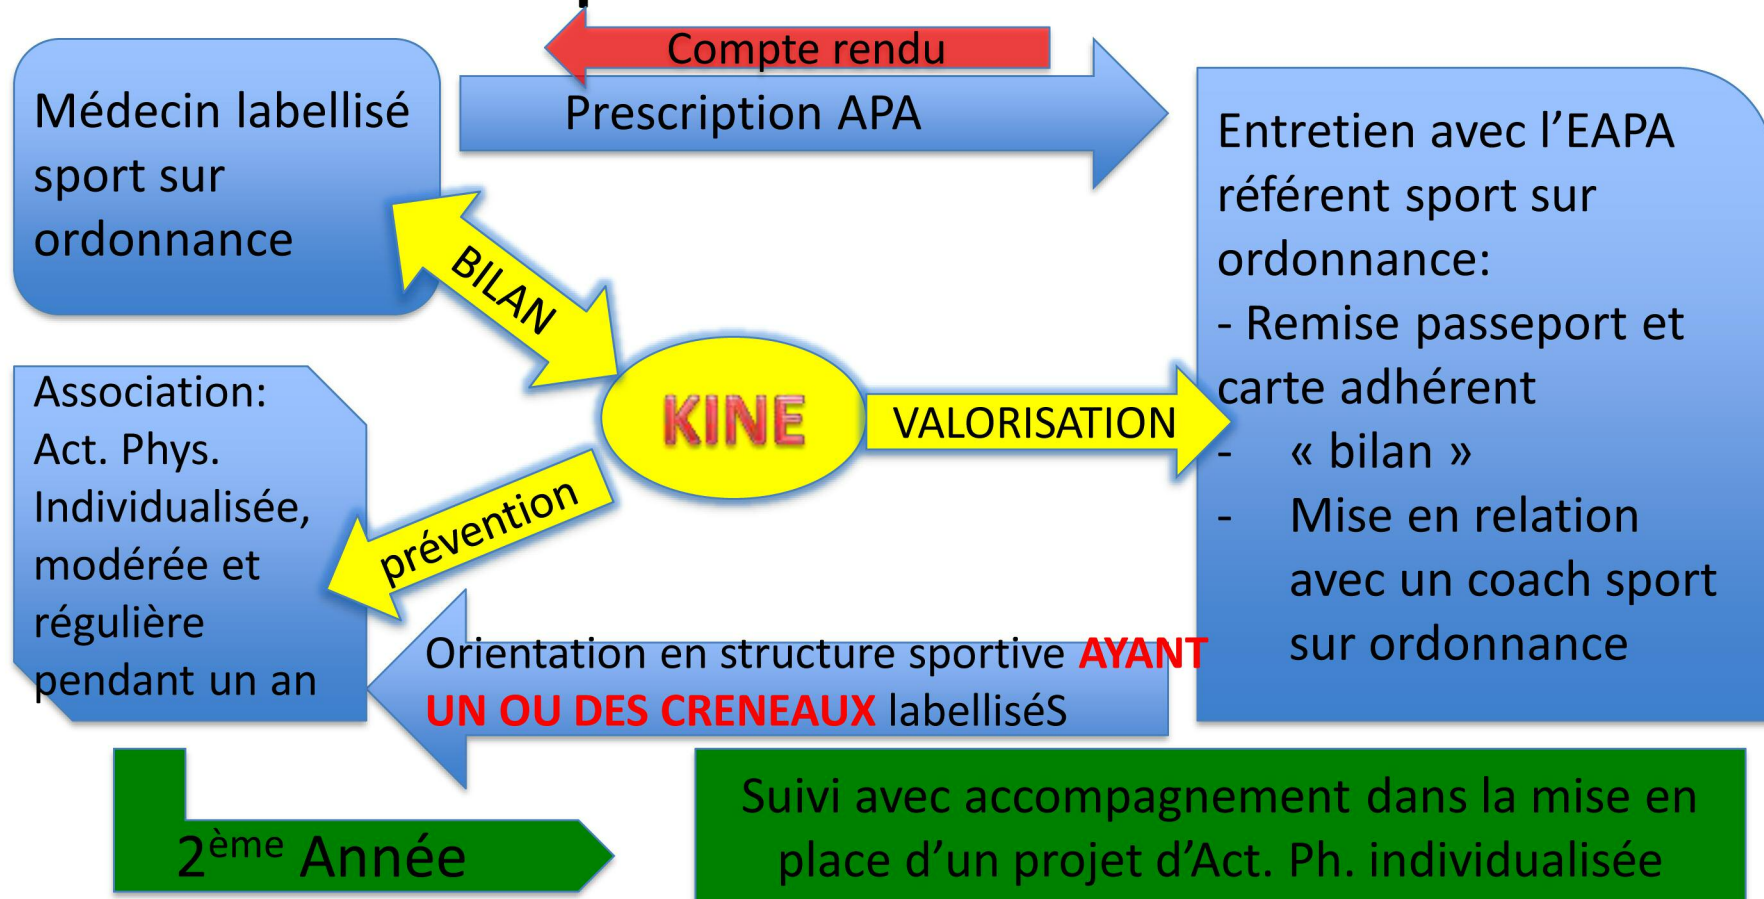 Compte rendu
Médecin labellisé
sport sur
ordonnance
Prescription APA
Entretien avec l’EAPA
référent sport sur
ordonnance:
- Remise passeport et
carte adhérent
- « bilan »
- Mise en relation
avec un coach sport
sur ordonnance
BILAN
KINE
VALORISATION
prévention
Association:
Act. Phys.
Individualisée,
modérée et
régulière
pendant un an
Orientation en structure sportive AYANT
UN OU DES CRENEAUX labelliséS
2ème Année
Suivi avec accompagnement dans la mise en
place d’un projet d’Act. Ph. individualisée